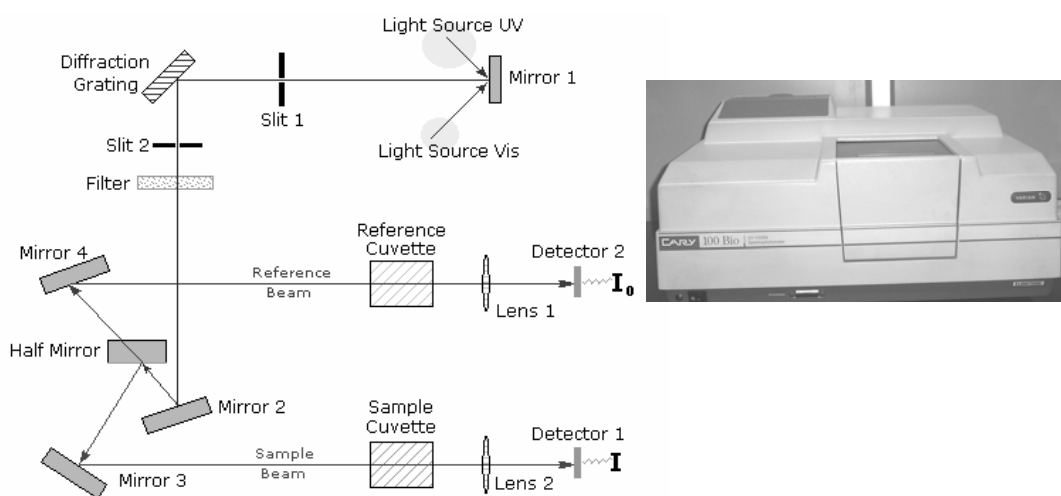 Light Source UV
Diffraction
Grating
Mirror 1
Slit 1
Light Source Vis
Slit 2
Filter
Reference
Cuvette
Mirror 4
Detector 2
Reference
Beam
I₀
Lens 1
Half Mirror
Mirror 2
Sample
Cuvette
Detector 1
Sample
Beam
I
Mirror 3
Lens 2
CARY 100 Bio
VARIAN